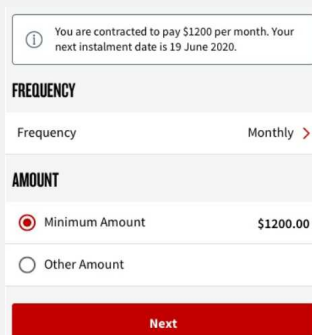 You are contracted to pay $1200 per month. Your
next instalment date is 19 June 2020.
FREQUENCY
Frequency Monthly
AMOUNT
Minimum Amount $1200.00
Other Amount
Next